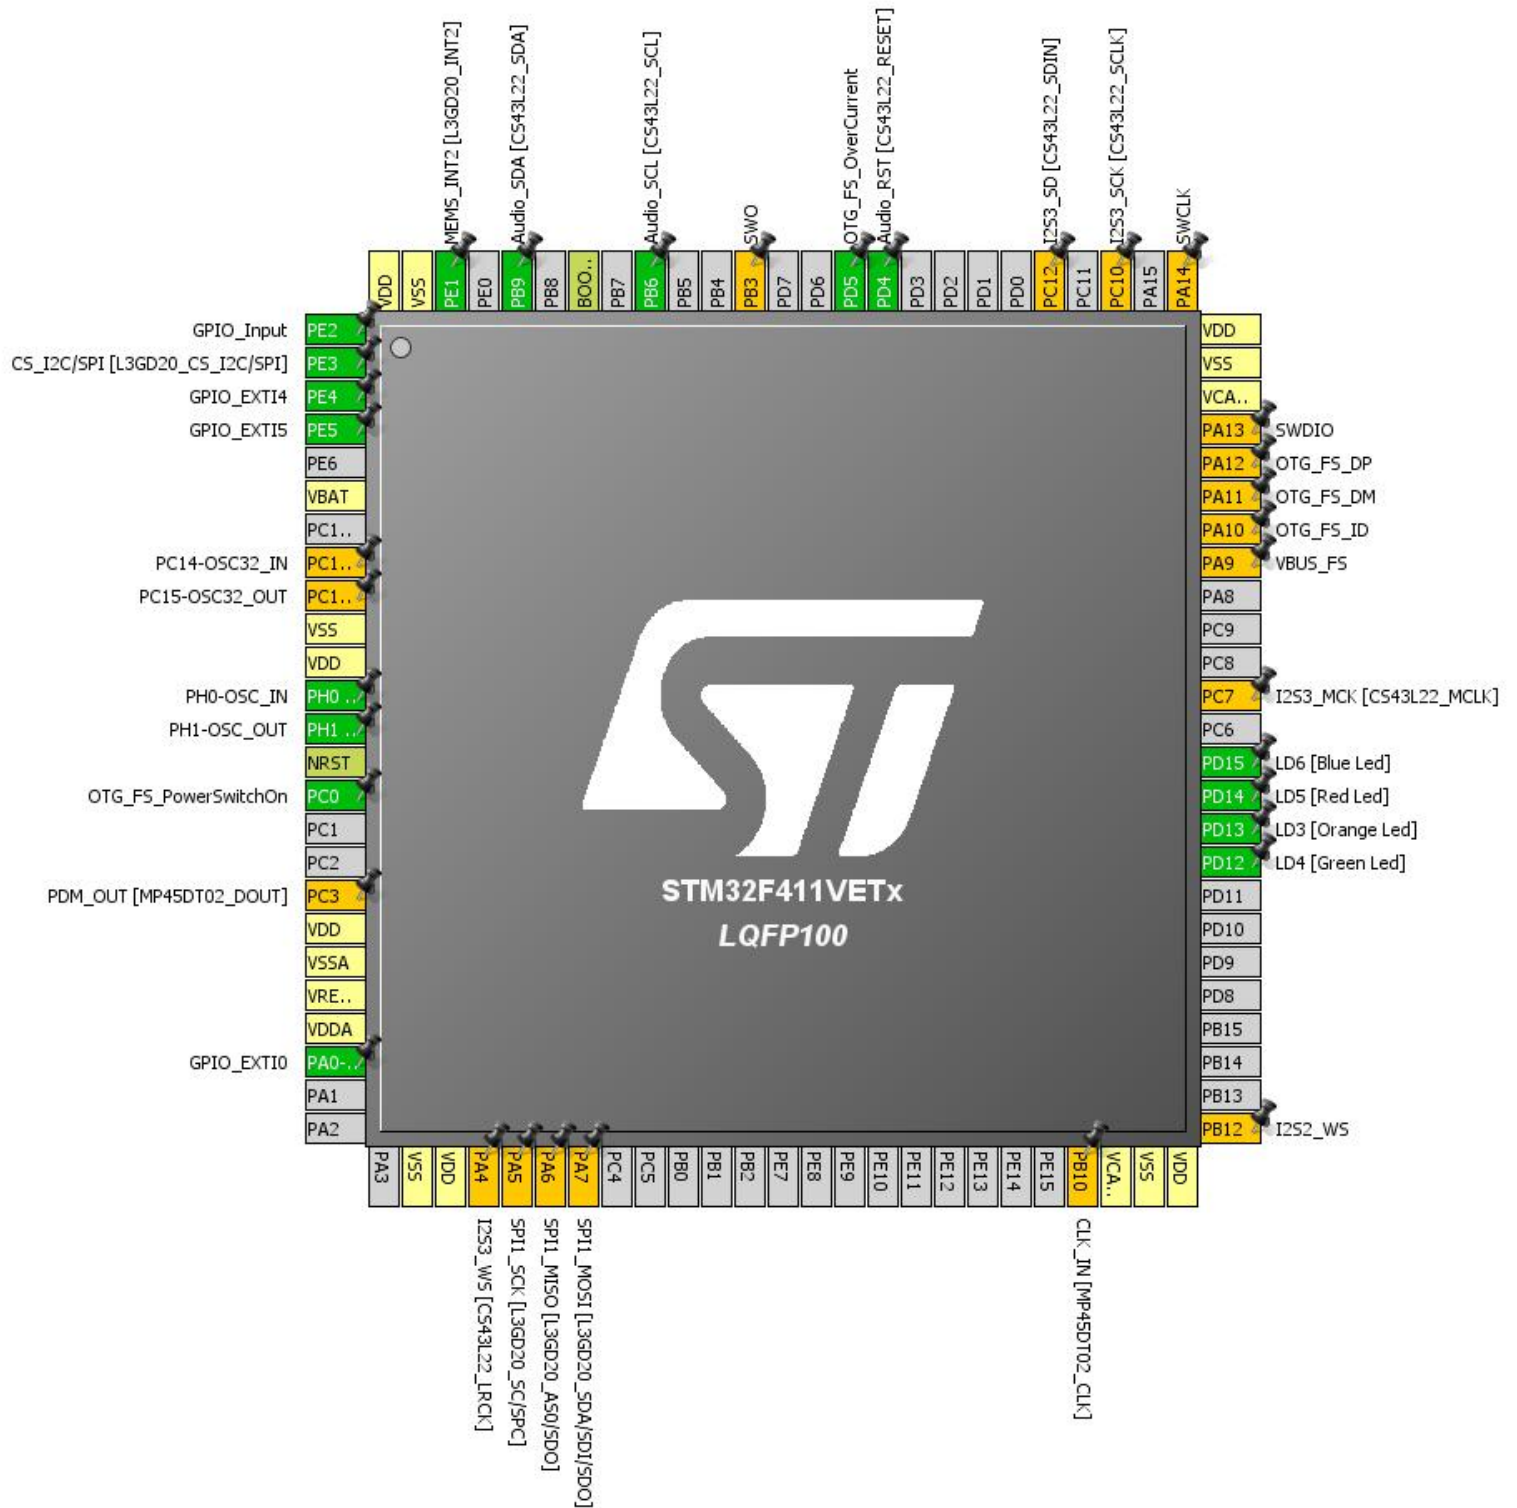 MEMS_INT2 [L3GD20_INT2]
Audio_SDA [CS43L22_SDA]
Audio_SCL [CS43L22_SCL]
SWO
OTG_FS_OverCurrent
Audio_RST [CS43L22_RESET]
I2S3_SD [CS43L22_SDIN]
I2S3_SCK [CS43L22_SCLK]
SWCLK
VDD
VSS
PE1
PE0
PB9
PB8
BOO..
PB7
PB6
PB5
PB4
PB3
PD7
PD6
PD5
PD4
PD3
PD2
PD1
PD0
PC12
PC11
PC10
PA15
PA14
GPIO_Input PE2
CS_I2C/SPI [L3GD20_CS_I2C/SPI] PE3
GPIO_EXTI4 PE4
GPIO_EXTI5 PE5
PE6
VBAT
PC1..
PC14-OSC32_IN PC1..
PC15-OSC32_OUT PC1..
VSS
VDD
PH0-OSC_IN PH0 ..
PH1-OSC_OUT PH1 ..
NRST
OTG_FS_PowerSwitchOn PC0
PC1
PC2
PDM_OUT [MP45DT02_DOUT] PC3
VDD
VSSA
VRE..
VDDA
GPIO_EXTI0 PA0-..
PA1
PA2
ST
STM32F411VETx
LQFP100
VDD
VSS
VCA..
PA13 SWDIO
PA12 OTG_FS_DP
PA11 OTG_FS_DM
PA10 OTG_FS_ID
PA9 VBUS_FS
PA8
PC9
PC8
PC7 I2S3_MCK [CS43L22_MCLK]
PC6
PD15 LD6 [Blue Led]
PD14 LD5 [Red Led]
PD13 LD3 [Orange Led]
PD12 LD4 [Green Led]
PD11
PD10
PD9
PD8
PB15
PB14
PB13
PB12 I2S2_WS
PA3
VSS
VDD
PA4
PA5
PA6
PA7
PC4
PC5
PB0
PB1
PB2
PE7
PE8
PE9
PE10
PE11
PE12
PE13
PE14
PE15
PB10
VCA..
VSS
VDD
I2S3_WS [CS43L22_LRCK]
SPI1_SCK [L3GD20_SC/SPC]
SPI1_MISO [L3GD20_AS0/SDO]
SPI1_MOSI [L3GD20_SDA/SDI/SDO]
CLK_IN [MP45DT02_CLK]